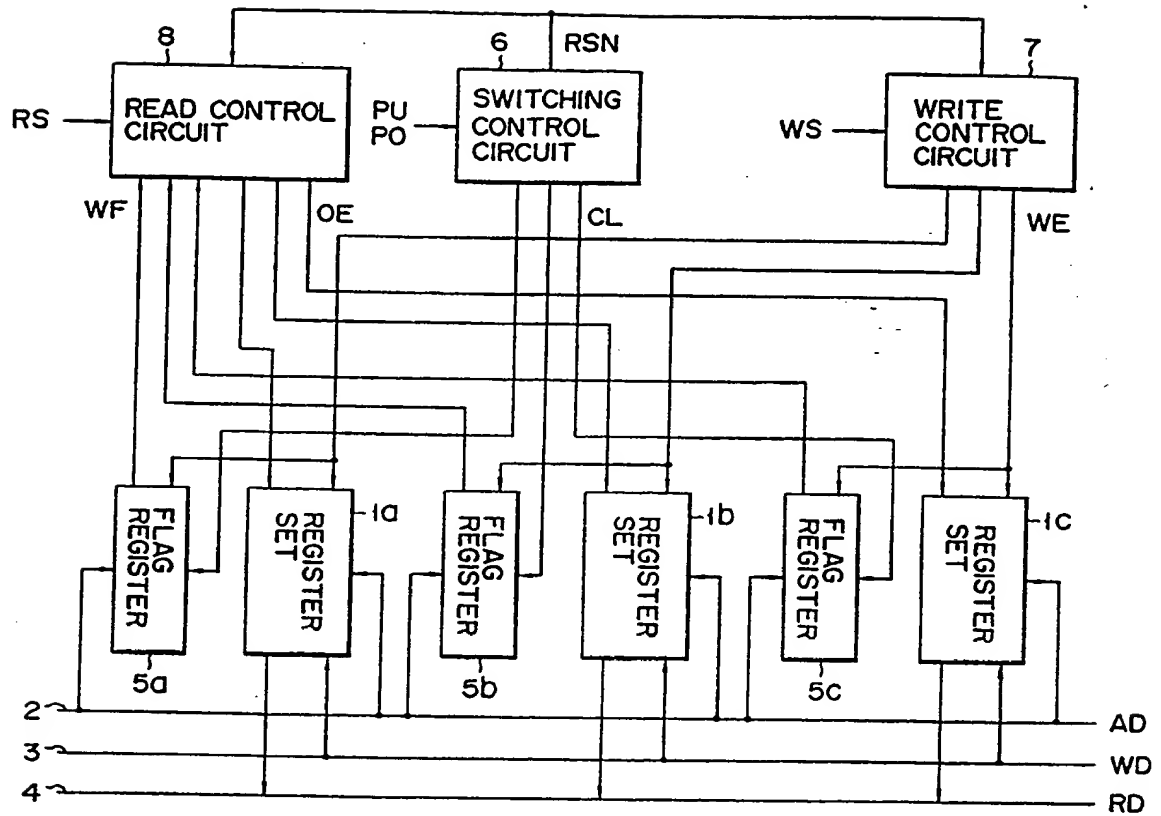 8
6
RSN
7
RS
READ CONTROL
CIRCUIT
PU
PO
SWITCHING
CONTROL
CIRCUIT
WS
WRITE
CONTROL
CIRCUIT
WF
OE
CL
WE
FLAG
REGISTER
REGISTER
SET
1a
FLAG
REGISTER
REGISTER
SET
1b
FLAG
REGISTER
REGISTER
SET
1c
5a
5b
5c
2
AD
3
WD
4
RD